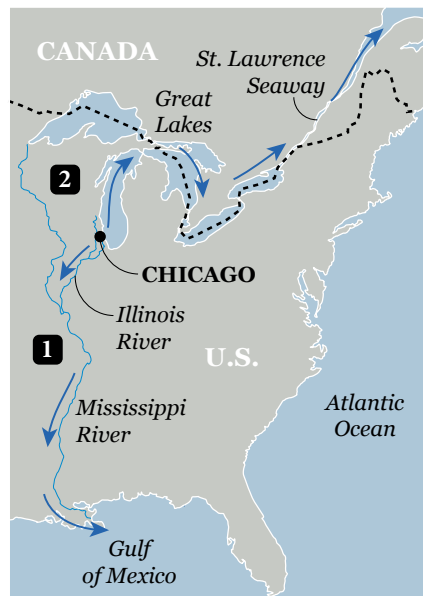 CANADA
St. Lawrence
Seaway
Great
Lakes
2
CHICAGO
Illinois
River
1
U.S.
Mississippi
River
Atlantic
Ocean
Gulf
of Mexico